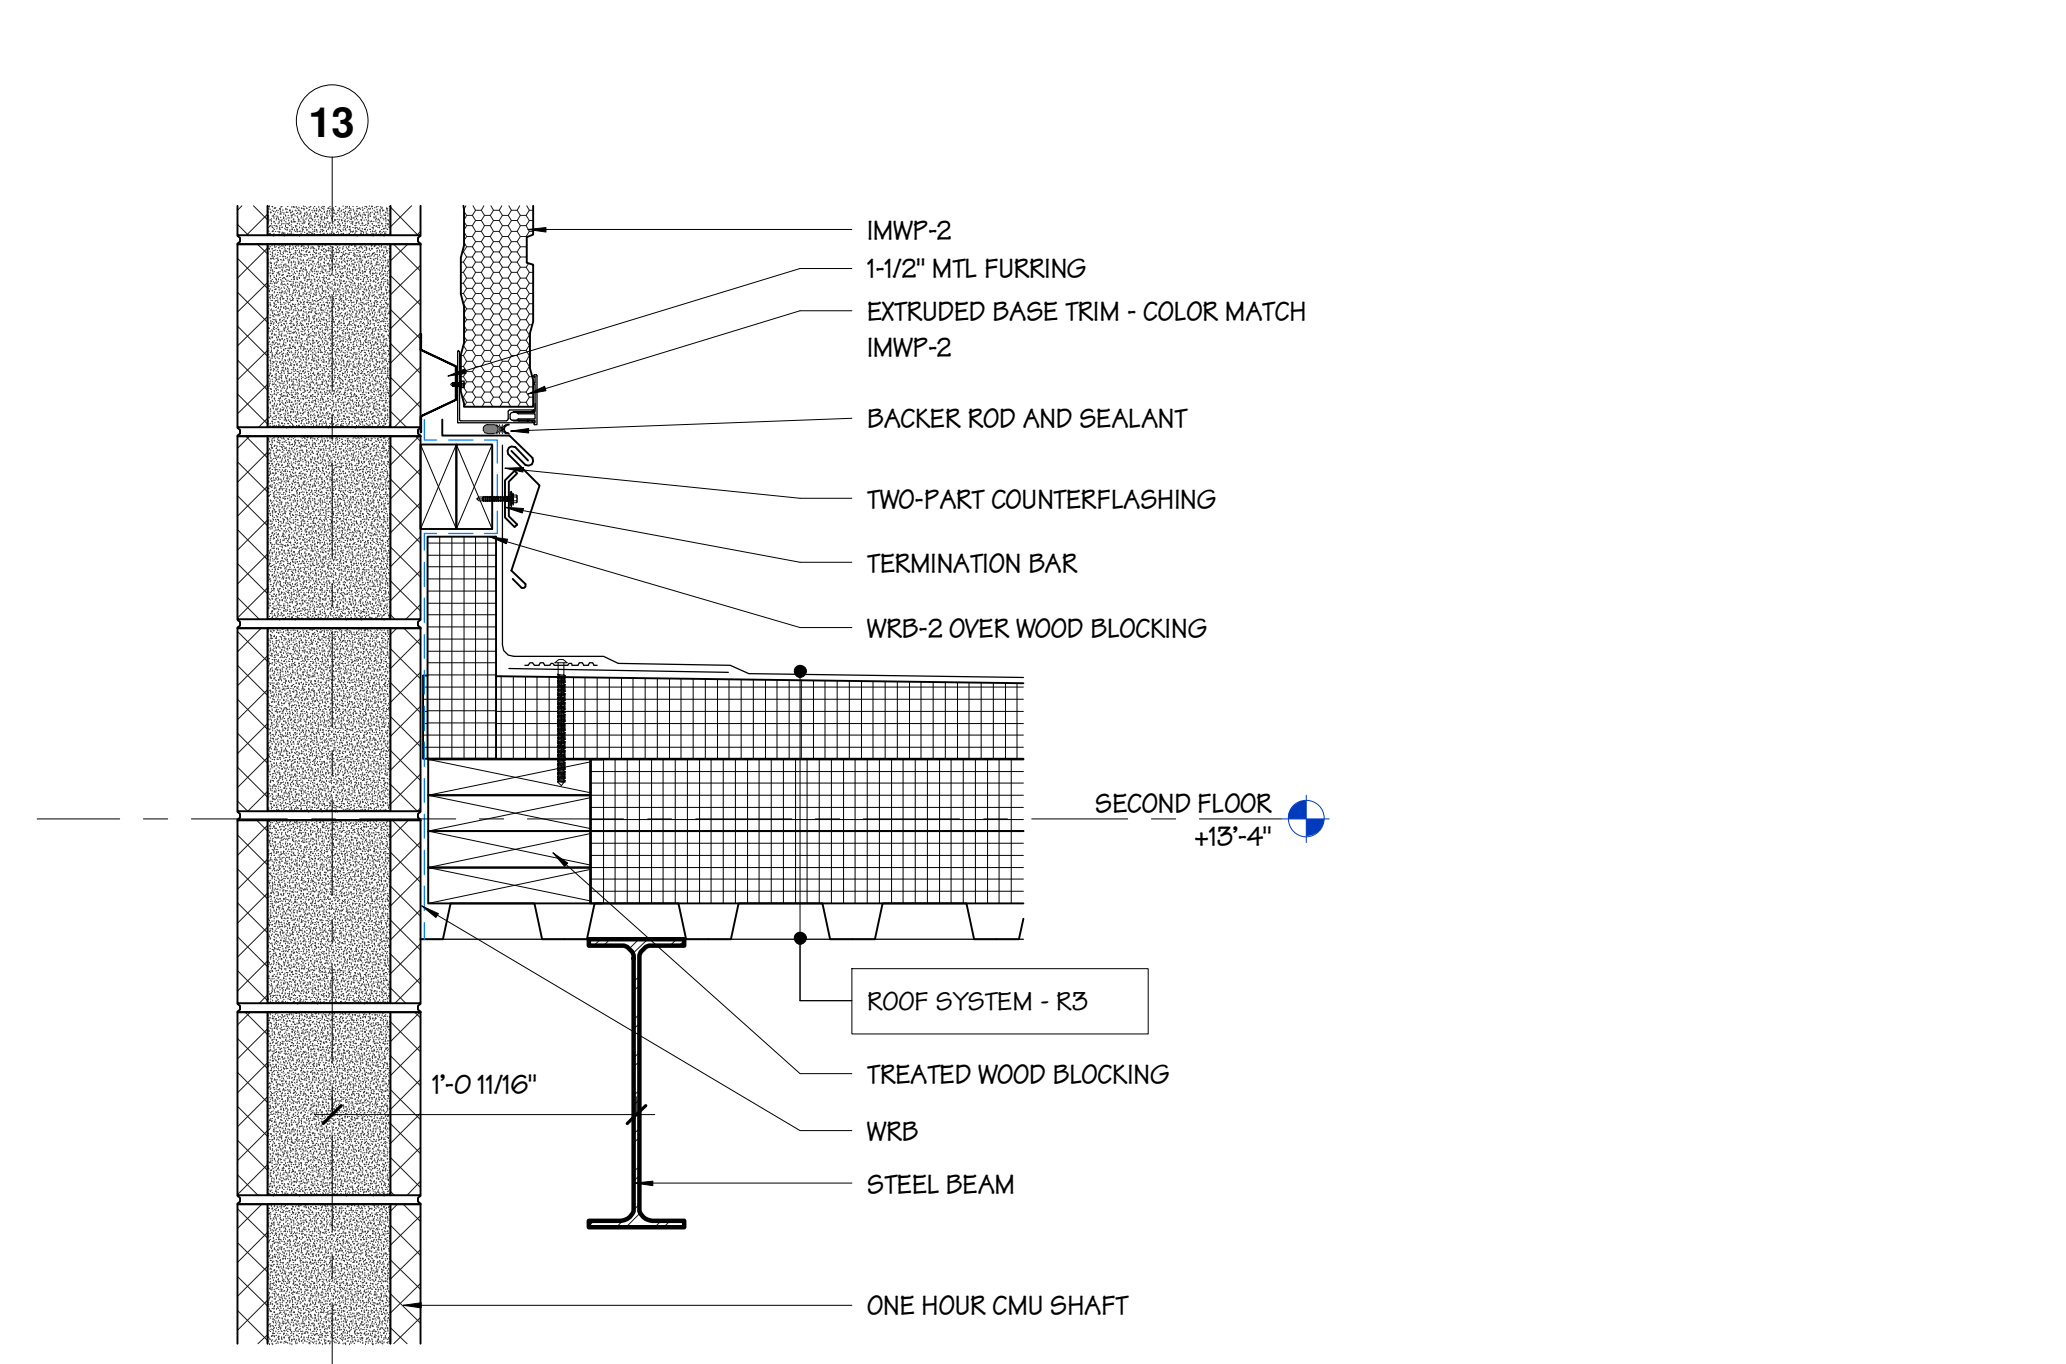 13
IMWP-2
1-1/2" MTL FURRING
EXTRUDED BASE TRIM - COLOR MATCH
IMWP-2
BACKER ROD AND SEALANT
TWO-PART COUNTERFLASHING
TERMINATION BAR
WRB-2 OVER WOOD BLOCKING
SECOND FLOOR
+13'-4"
ROOF SYSTEM - R3
TREATED WOOD BLOCKING
1'-0 11/16"
WRB
STEEL BEAM
ONE HOUR CMU SHAFT